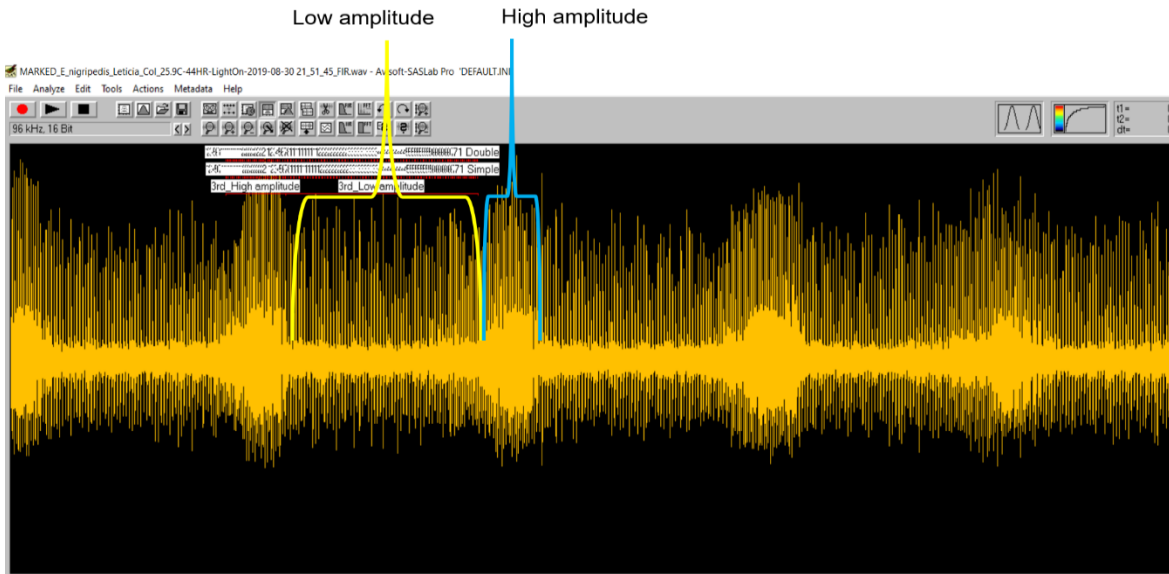 Low amplitude
High amplitude
MARKED_E_nigripedis_Leticia_Col_25.9C-44HR-LightOn-2019-08-30 21_51_45_FIR.wav - Avisoft-SASLab Pro 'DEFAULT.INI
File Analyze Edit Tools Actions Metadata Help
96 kHz, 16 Bit
t1=
t2=
dt=
71 Double
71 Simple
3rd_High amplitude
3rd_Low amplitude